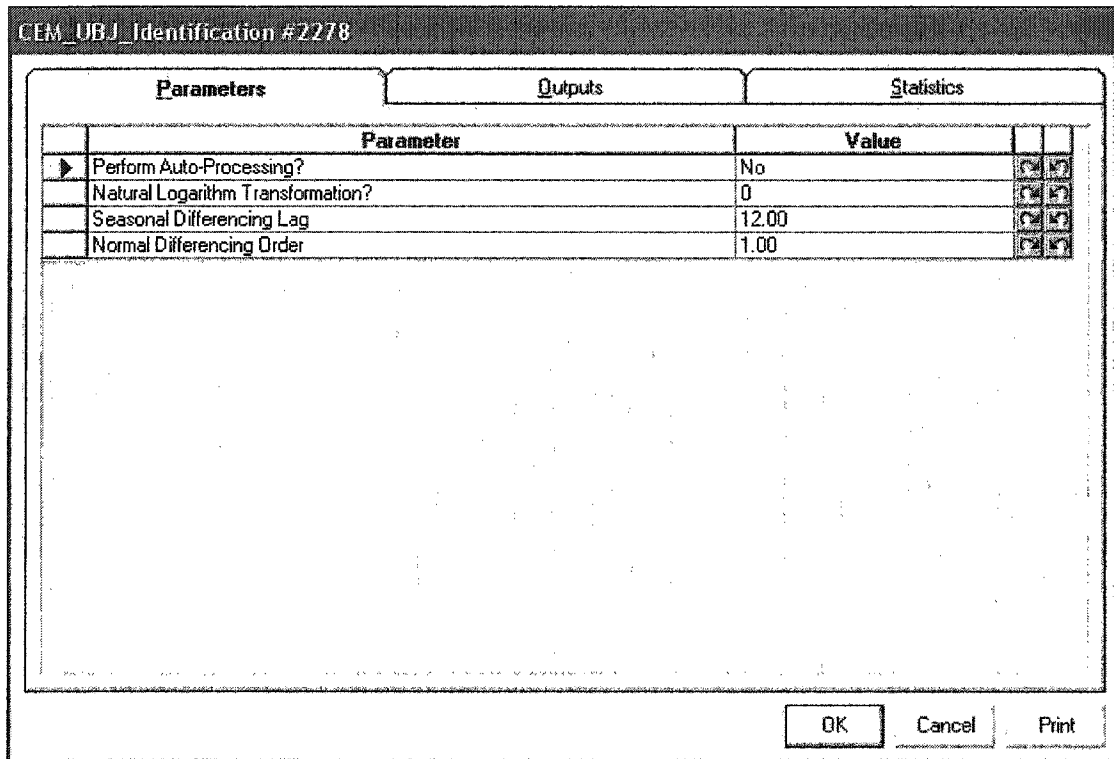 CEM_UBJ_Identification #2278
Parameters Outputs Statistics
Parameter Value
Perform Auto-Processing? No
Natural Logarithm Transformation? 0
Seasonal Differencing Lag 12.00
Normal Differencing Order 1.00
OK Cancel Print